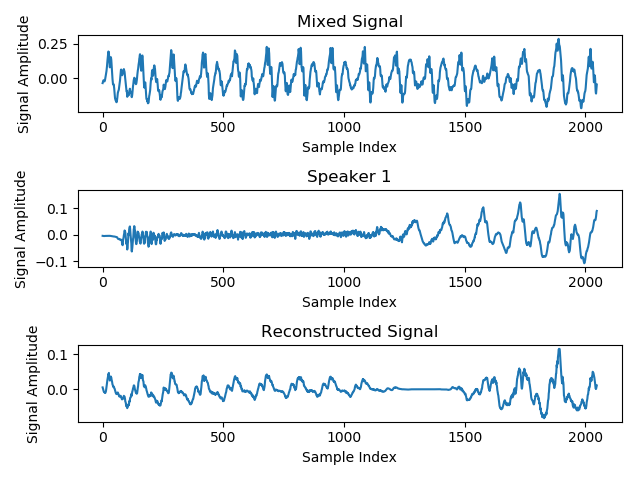 Mixed Signal
Signal Amplitude
0.25
0.00
0 500 1000 1500 2000
Sample Index
Speaker 1
Signal Amplitude
0.1
0.0
−0.1
0 500 1000 1500 2000
Sample Index
Reconstructed Signal
Signal Amplitude
0.1
0.0
0 500 1000 1500 2000
Sample Index